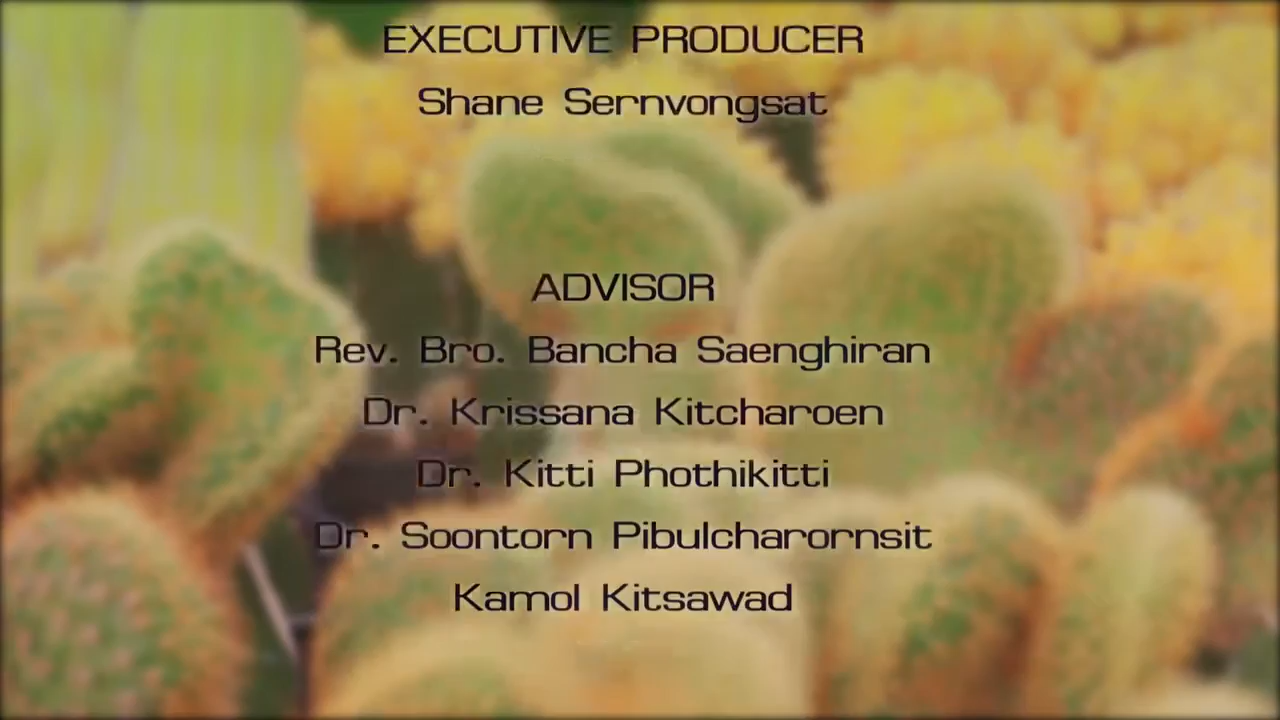 EXECUTIVE PRODUCER
Shane Sernvongsat
ADVISOR
Rev. Bro. Bancha Saenghiran
Dr. Krissana Kitcharoen
Dr. Kitti Phothikitti
Dr. Soontorn Pibulcharornsit
Kamol Kitsawad